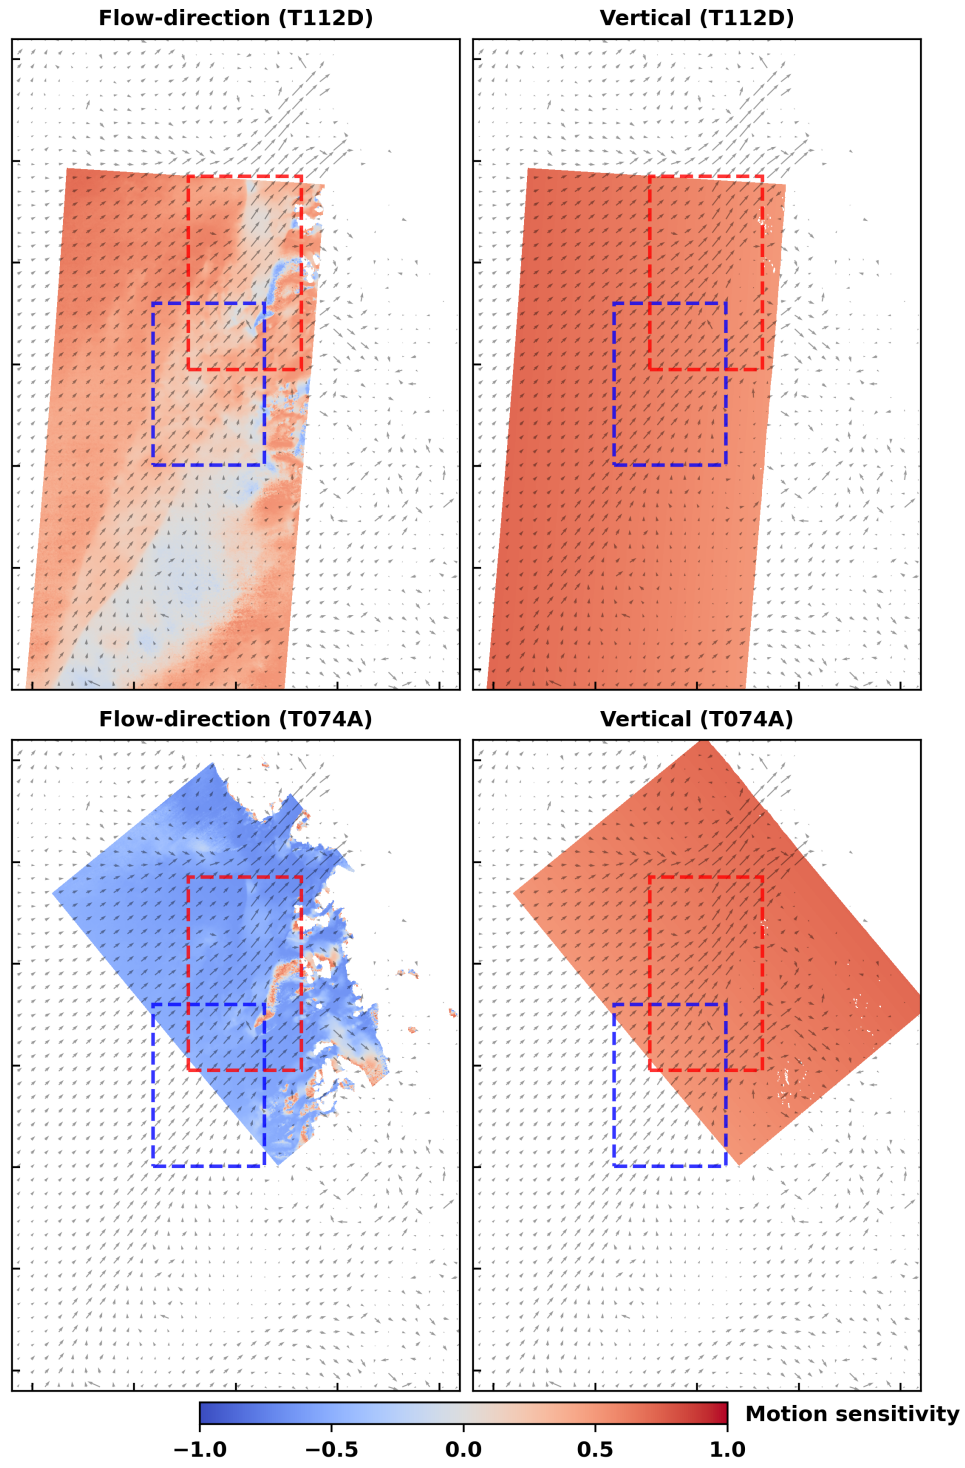 Flow-direction (T112D)
Vertical (T112D)
Flow-direction (T074A)
Vertical (T074A)
Motion sensitivity
−1.0 −0.5 0.0 0.5 1.0